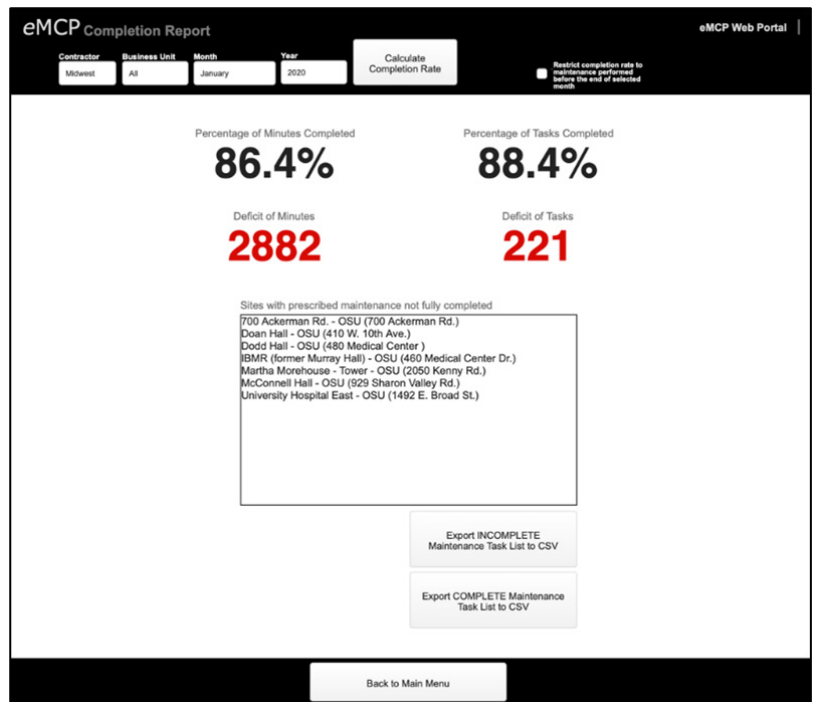 eMCP Completion Report
eMCP Web Portal
Contractor
Business Unit
Month
Year
Midwest
All
January
2020
Calculate
Completion Rate
Restrict completion rate to
maintenance performed
before the end of selected
month
Percentage of Minutes Completed
86.4%
Percentage of Tasks Completed
88.4%
Deficit of Minutes
2882
Deficit of Tasks
221
Sites with prescribed maintenance not fully completed
700 Ackerman Rd. - OSU (700 Ackerman Rd.)
Doan Hall - OSU (410 W. 10th Ave.)
Dodd Hall - OSU (480 Medical Center )
IBMR (former Murray Hall) - OSU (460 Medical Center Dr.)
Martha Morehouse - Tower - OSU (2050 Kenny Rd.)
McConnell Hall - OSU (929 Sharon Valley Rd.)
University Hospital East - OSU (1492 E. Broad St.)
Export INCOMPLETE
Maintenance Task List to CSV
Export COMPLETE Maintenance
Task List to CSV
Back to Main Menu